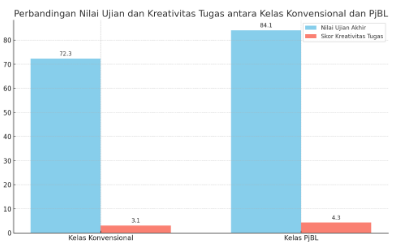 Perbandingan Nilai Ujian dan Kreativitas Tugas antara Kelas Konvensional dan PjBL
84.1
Nilai Ujian Akhir
Skor Kreativitas Tugas
80
72.3
70
60
50
40
30
20
10
3.1
4.3
0
Kelas Konvensional
Kelas PjBL